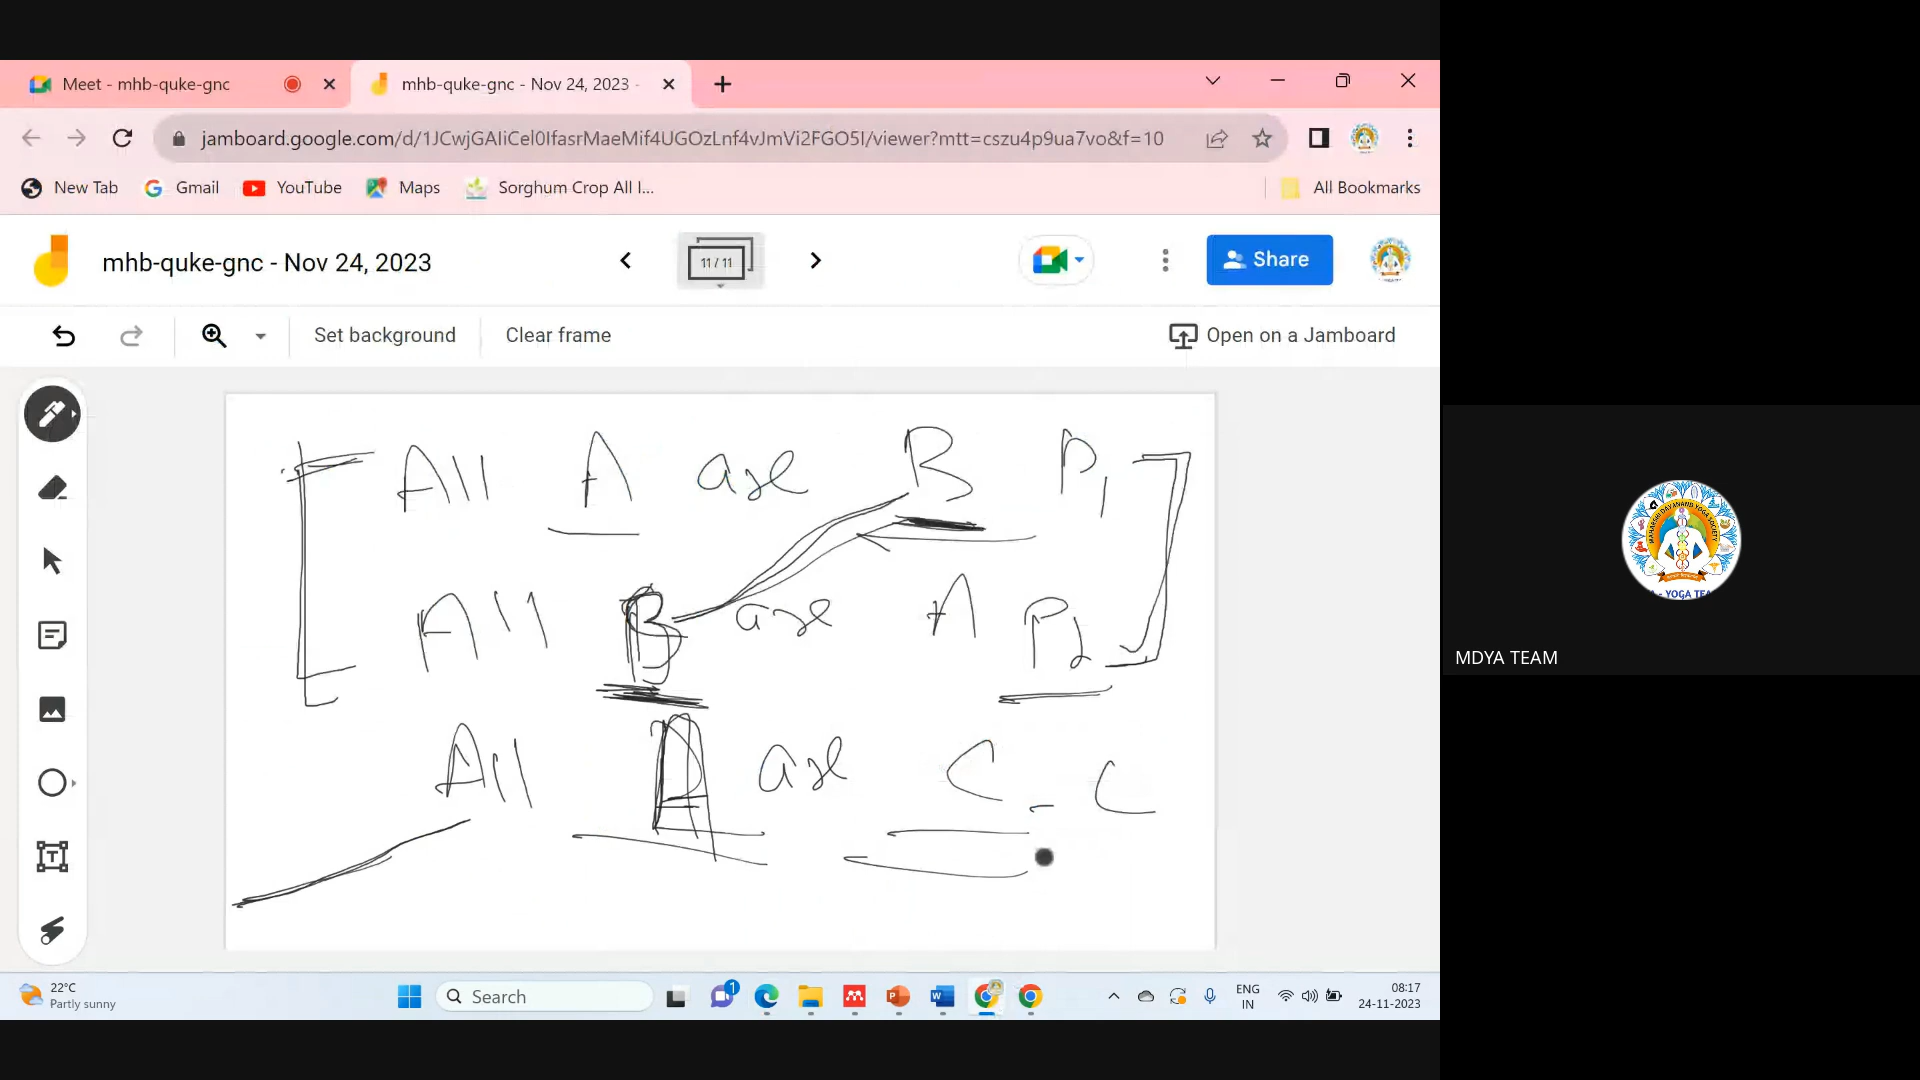 Meet - mhb-quke-gnc
mhb-quke-gnc - Nov 24, 2023 -
jamboard.google.com/d/1JCwjGAIiCel0IfasrMaeMif4UGOzLnf4vJmVi2FGO5I/viewer?mtt=cszu4p9ua7vo&f=10
New Tab Gmail YouTube Maps Sorghum Crop All I... All Bookmarks
mhb-quke-gnc - Nov 24, 2023
11 / 11
Share
Set background Clear frame Open on a Jamboard
All A are B P1
All B are A P2
All are C - C
MDYA TEAM
22°C
Partly sunny
Search
1
ENG
IN
08:17
24-11-2023